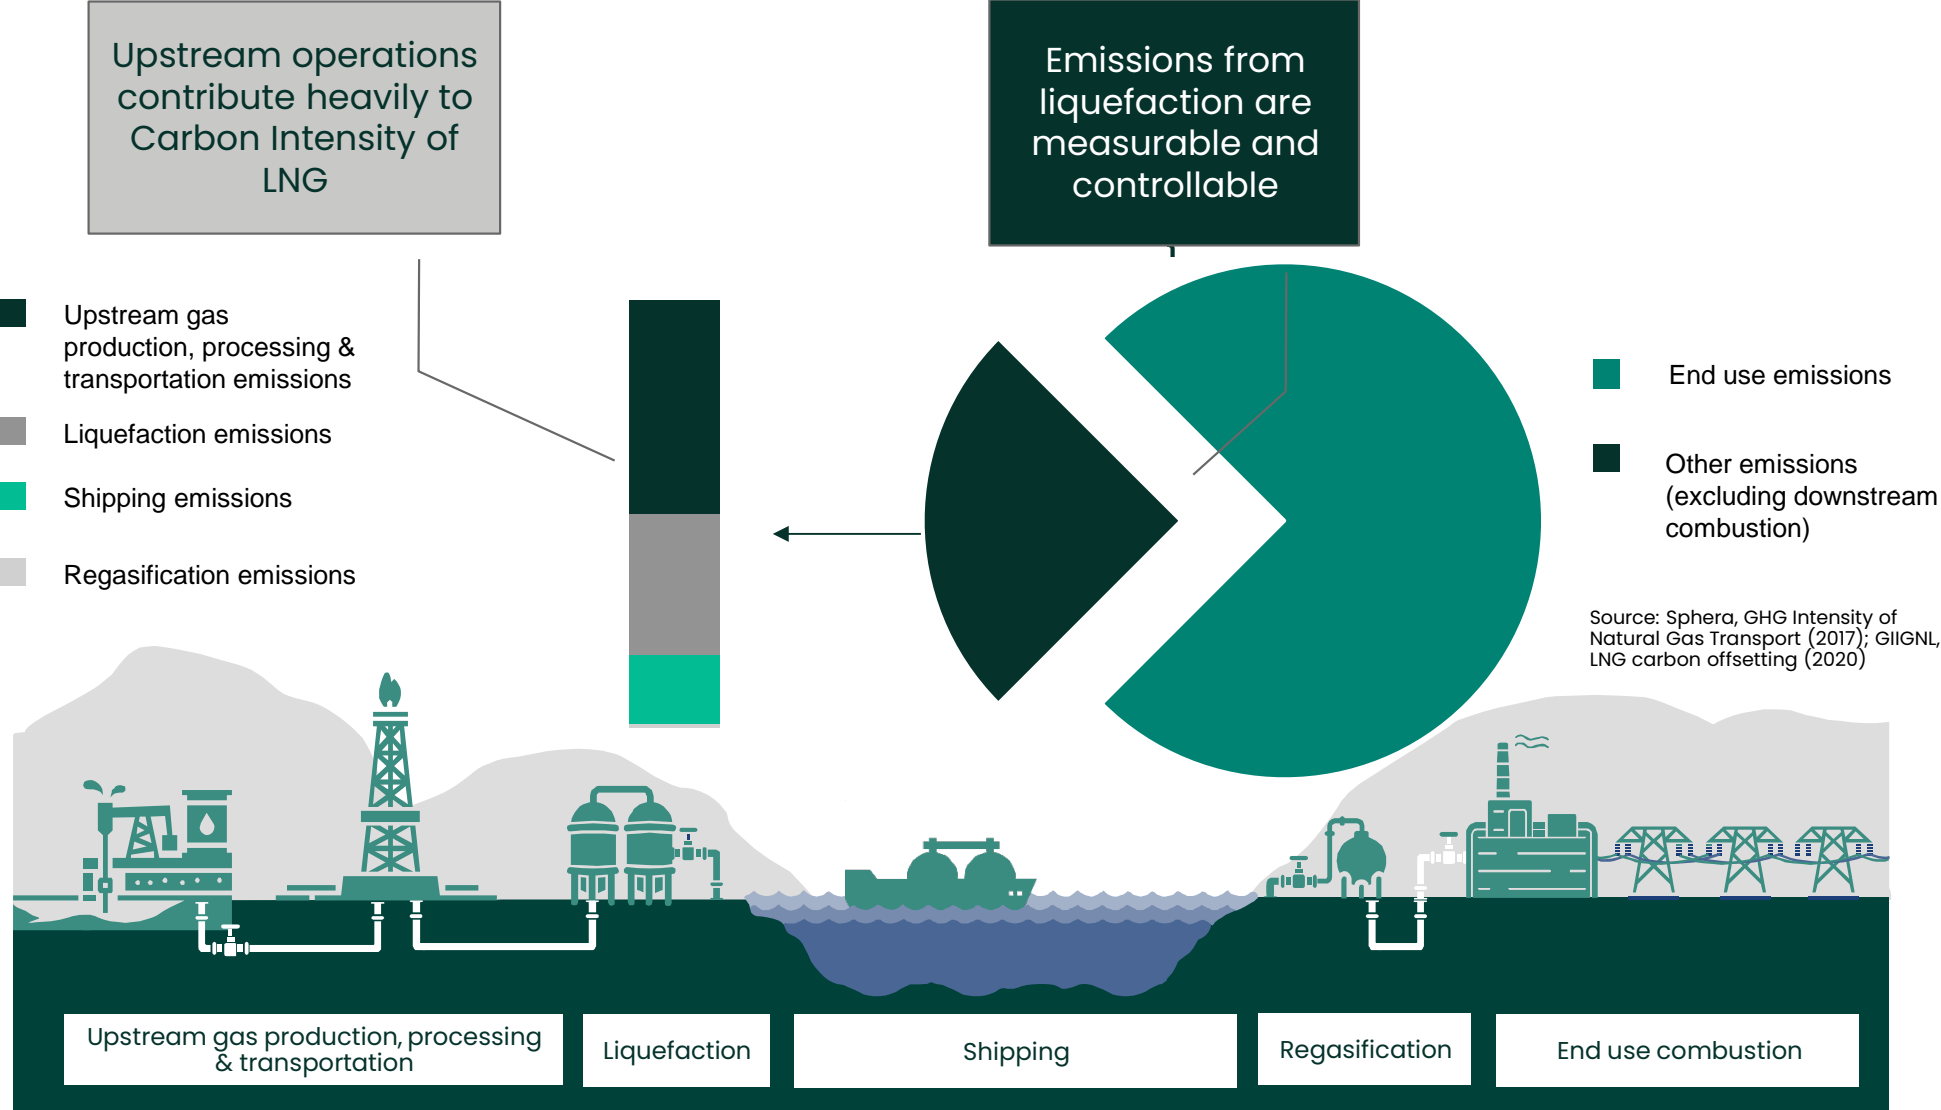 Upstream operations
contribute heavily to
Carbon Intensity of
LNG
Emissions from
liquefaction are
measurable and
controllable
Upstream gas
production, processing &
transportation emissions
Liquefaction emissions
Shipping emissions
Regasification emissions
End use emissions
Other emissions
(excluding downstream
combustion)
Source: Sphera, GHG Intensity of
Natural Gas Transport (2017); GIIGNL,
LNG carbon offsetting (2020)
Upstream gas production, processing
& transportation
Liquefaction
Shipping
Regasification
End use combustion